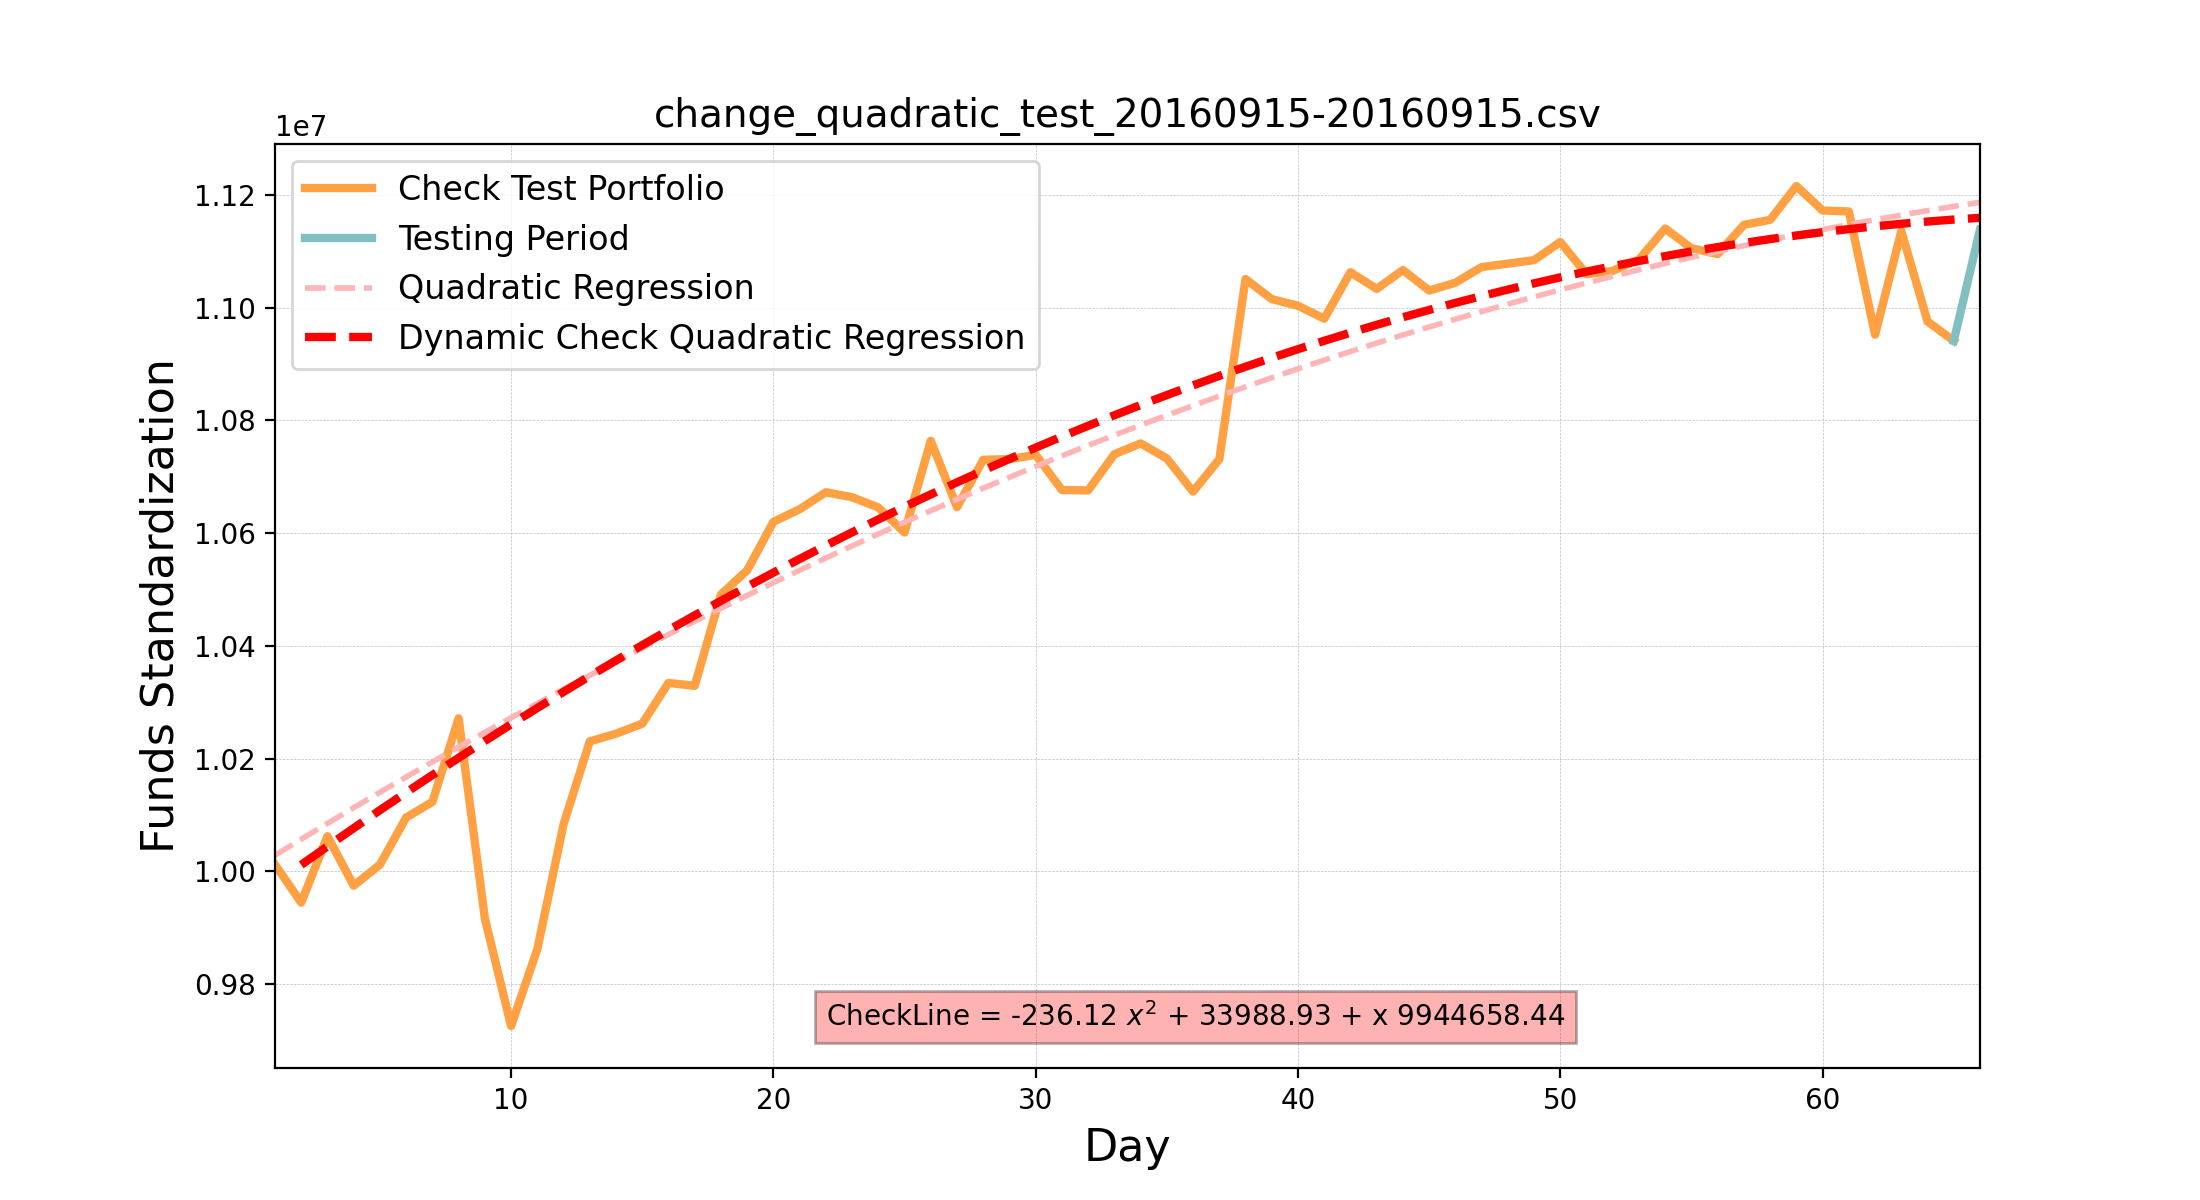 change_quadratic_test_20160915-20160915.csv
1e7
Check Test Portfolio
Testing Period
Quadratic Regression
Dynamic Check Quadratic Regression
1.12
1.10
1.08
1.06
1.04
1.02
1.00
0.98
Funds Standardization
CheckLine = -236.12 x² + 33988.93 + x 9944658.44
10 20 30 40 50 60
Day